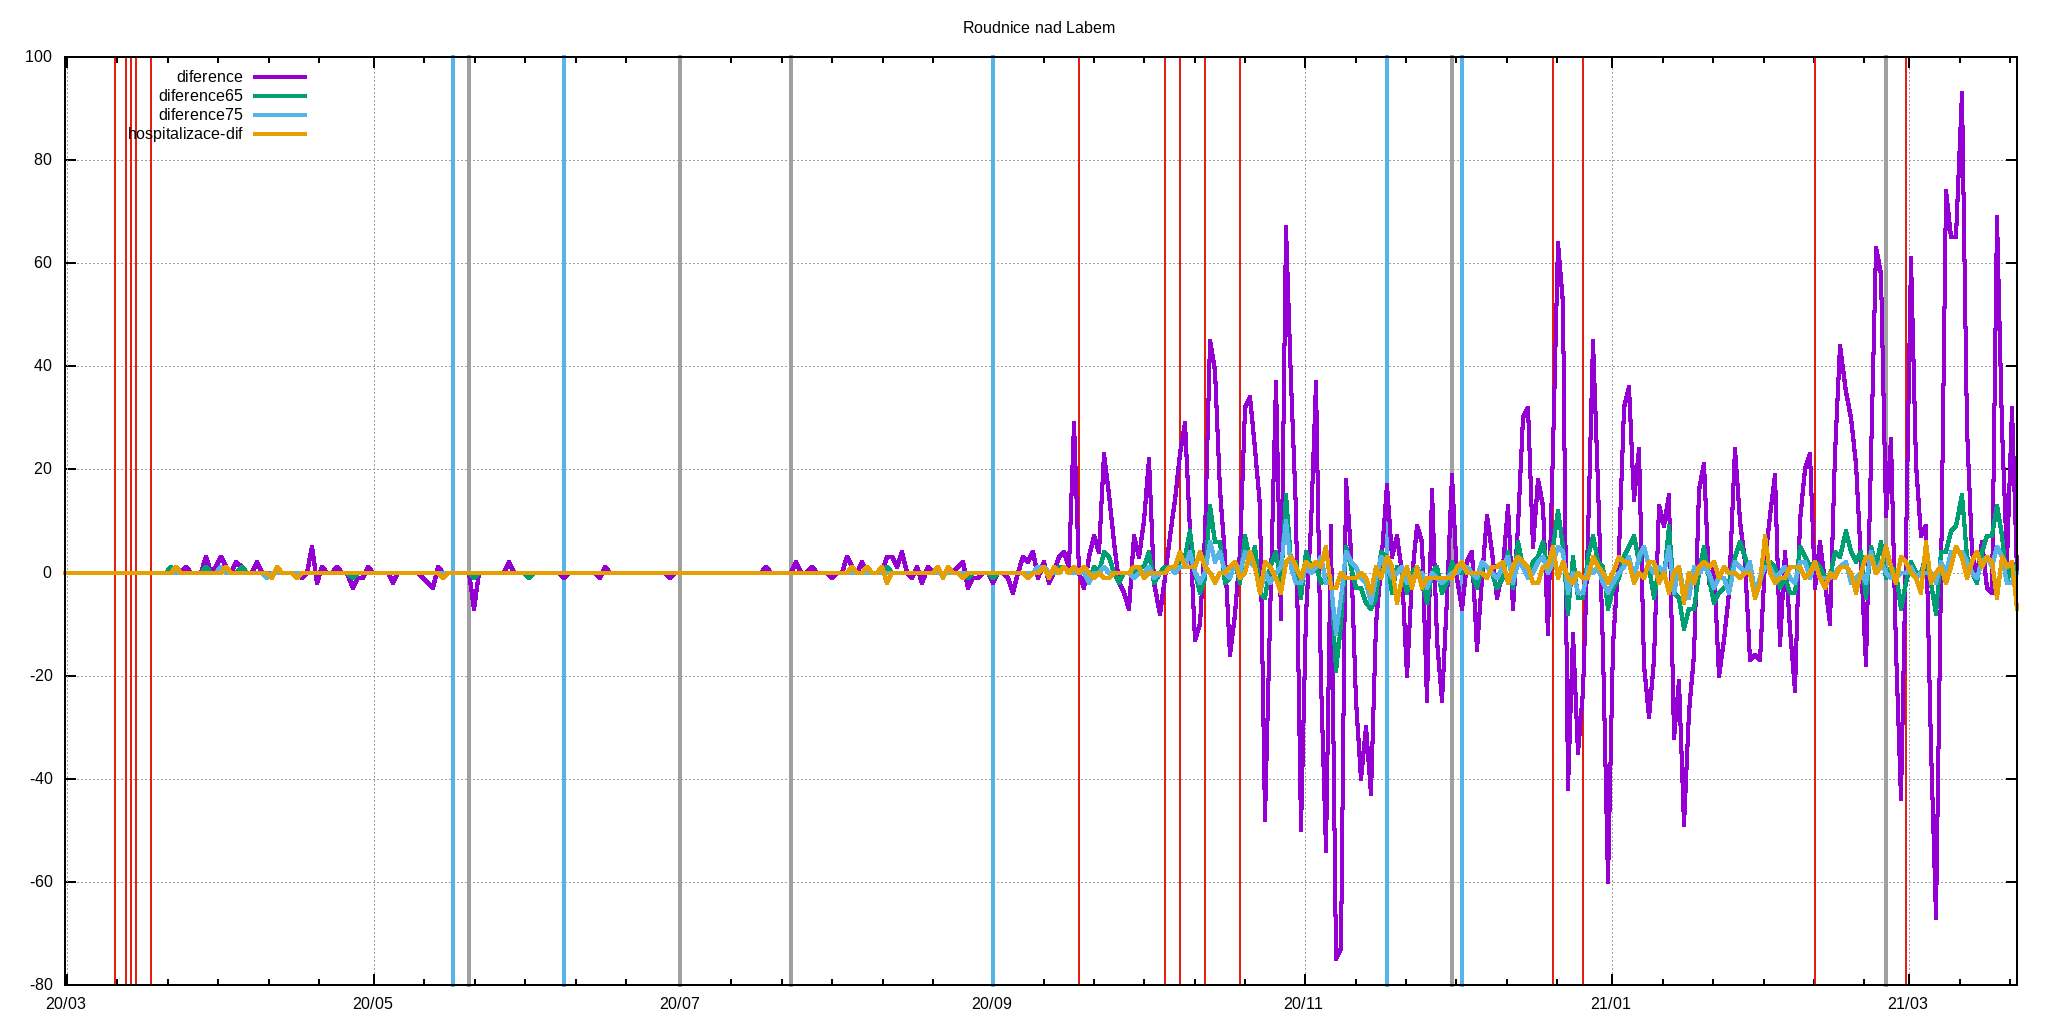 Roudnice nad Labem
100
80
60
40
20
0
-20
-40
-60
-80
diference
diference65
diference75
hospitalizace-dif
20/03 20/05 20/07 20/09 20/11 21/01 21/03